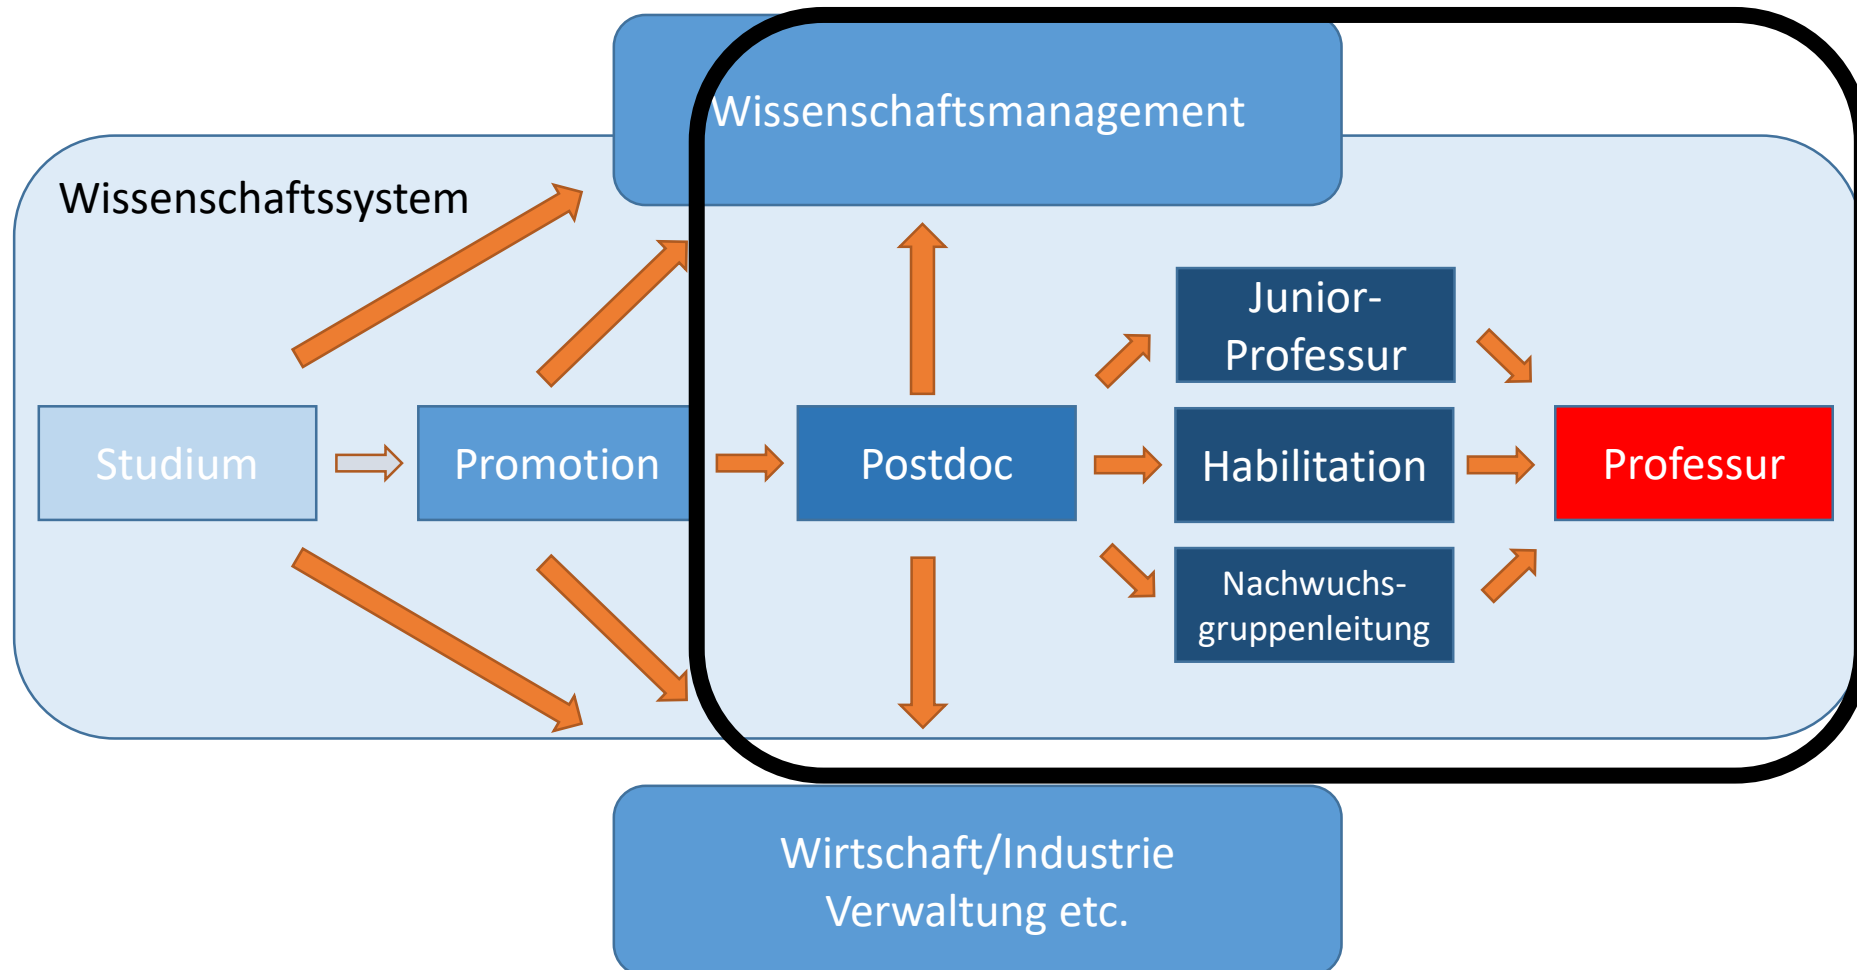 Wissenschaftsmanagement
Wissenschaftssystem
Junior-
Professur
Studium
Promotion
Postdoc
Habilitation
Professur
Nachwuchs-
gruppenleitung
Wirtschaft/Industrie
Verwaltung etc.